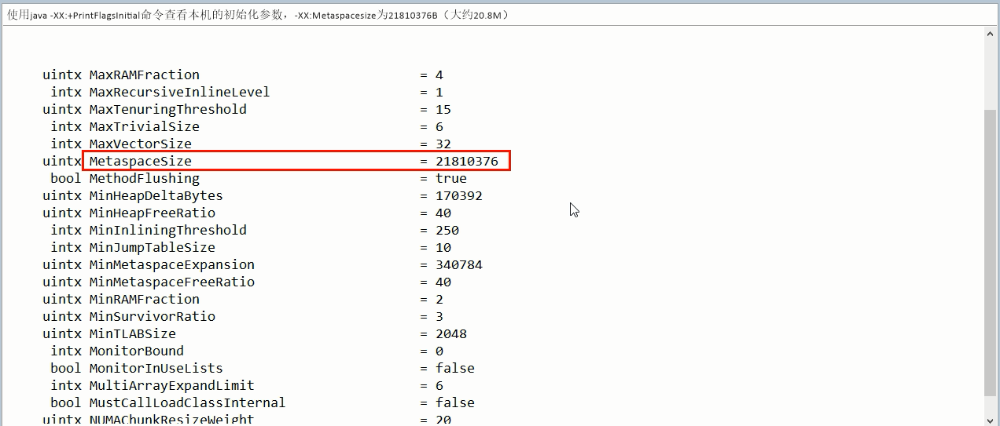 使用java -XX:+PrintFlagsInitial命令查看本机的初始化参数，-XX:Metaspacesize为21810376B（大约20.8M）
uintx MaxRAMFraction = 4
intx MaxRecursiveInlineLevel = 1
uintx MaxTenuringThreshold = 15
intx MaxTrivialSize = 6
intx MaxVectorSize = 32
uintx MetaspaceSize = 21810376
bool MethodFlushing = true
uintx MinHeapDeltaBytes = 170392
uintx MinHeapFreeRatio = 40
intx MinInliningThreshold = 250
intx MinJumpTableSize = 10
uintx MinMetaspaceExpansion = 340784
uintx MinMetaspaceFreeRatio = 40
uintx MinRAMFraction = 2
uintx MinSurvivorRatio = 3
uintx MinTLABSize = 2048
intx MonitorBound = 0
bool MonitorInUseLists = false
intx MultiArrayExpandLimit = 6
bool MustCallLoadClassInternal = false
uintx NUMAChunkResizeWeight = 20